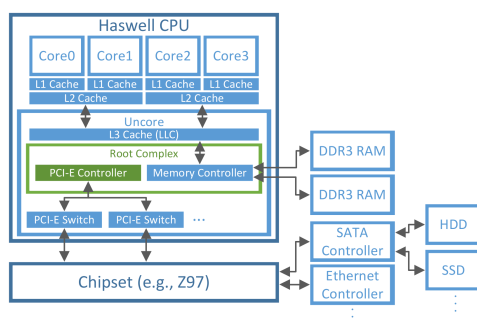 Haswell CPU
Core0 Core1 Core2 Core3
L1 Cache L1 Cache L1 Cache L1 Cache
L2 Cache L2 Cache
Uncore
L3 Cache (LLC)
Root Complex
PCI-E Controller Memory Controller
PCI-E Switch PCI-E Switch ...
Chipset (e.g., Z97)
DDR3 RAM
DDR3 RAM
SATA
Controller
Ethernet
Controller
HDD
SSD